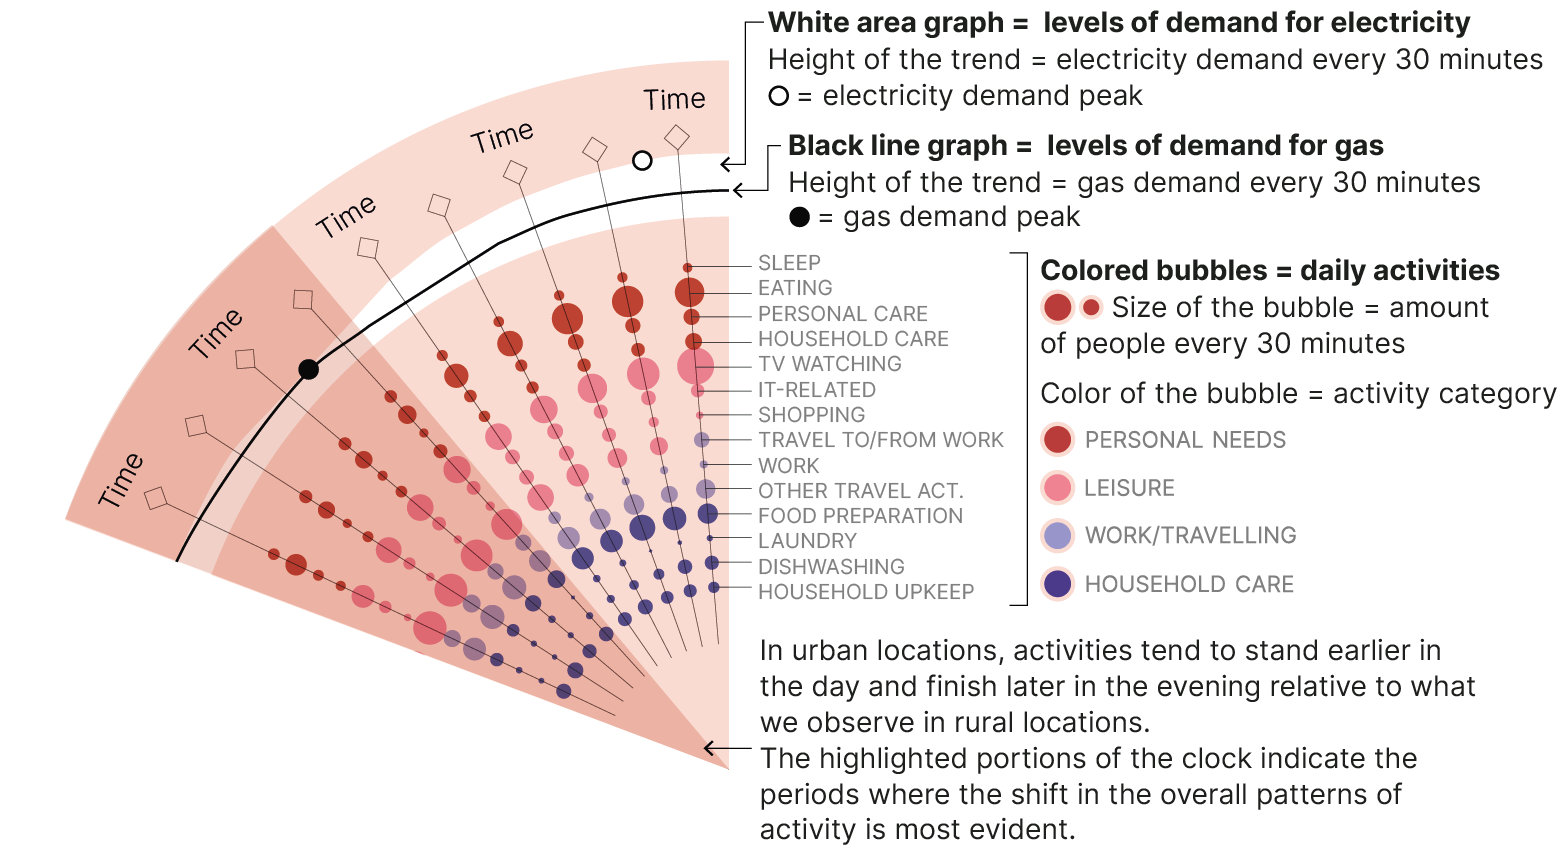 White area graph = levels of demand for electricity
Height of the trend = electricity demand every 30 minutes
= electricity demand peak
Black line graph = levels of demand for gas
Height of the trend = gas demand every 30 minutes
= gas demand peak
Time
Time
Time
Time
Time
SLEEP
EATING
PERSONAL CARE
HOUSEHOLD CARE
TV WATCHING
IT-RELATED
SHOPPING
TRAVEL TO/FROM WORK
WORK
OTHER TRAVEL ACT.
FOOD PREPARATION
LAUNDRY
DISHWASHING
HOUSEHOLD UPKEEP
Colored bubbles = daily activities
Size of the bubble = amount
of people every 30 minutes
Color of the bubble = activity category
PERSONAL NEEDS
LEISURE
WORK/TRAVELLING
HOUSEHOLD CARE
In urban locations, activities tend to stand earlier in
the day and finish later in the evening relative to what
we observe in rural locations.
The highlighted portions of the clock indicate the
periods where the shift in the overall patterns of
activity is most evident.